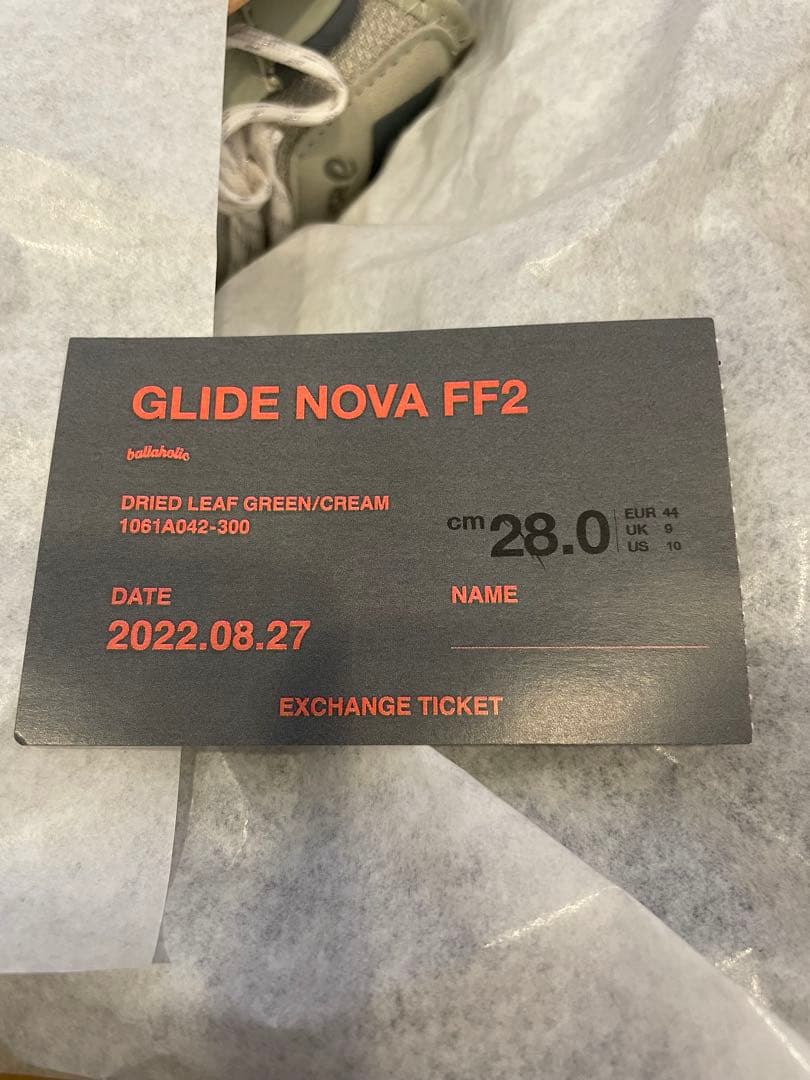 GLIDE NOVA FF2
ballaholic
DRIED LEAF GREEN/CREAM
1061A042-300
cm 28.0
EUR 44
UK 9
US 10
DATE
2022.08.27
NAME
EXCHANGE TICKET